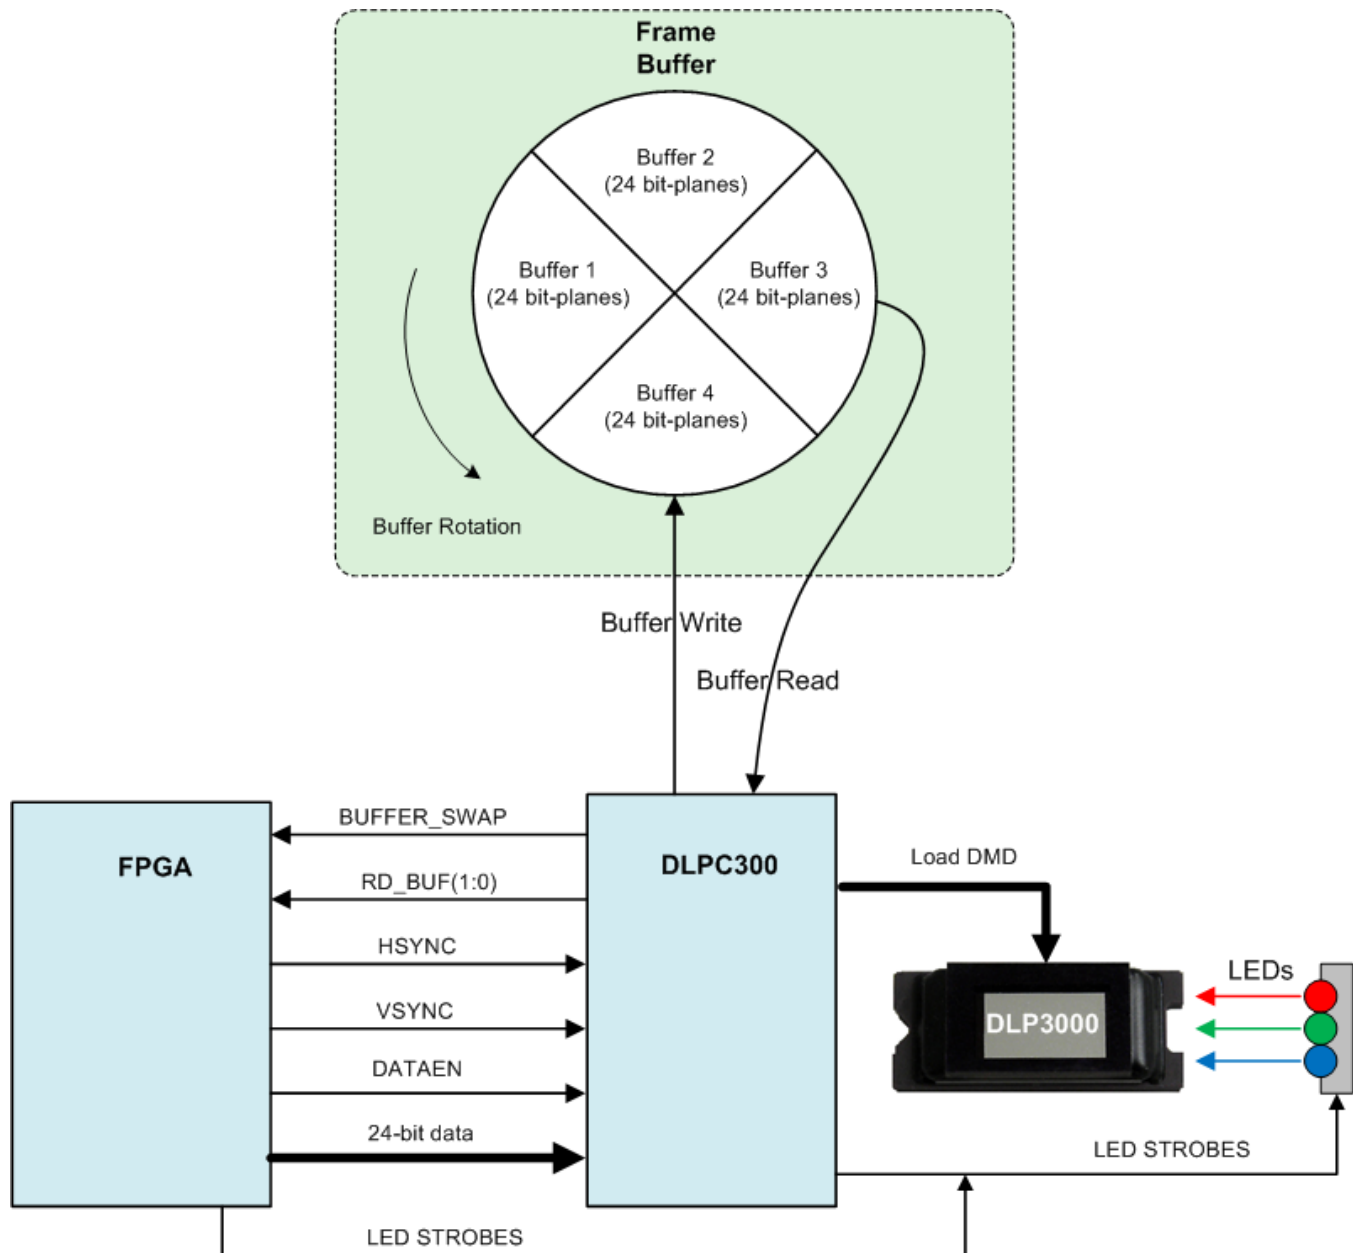 Frame
Buffer
Buffer 2
(24 bit-planes)
Buffer 1
(24 bit-planes)
Buffer 3
(24 bit-planes)
Buffer 4
(24 bit-planes)
Buffer Rotation
Buffer Write
Buffer Read
BUFFER_SWAP
FPGA
DLPC300
Load DMD
RD_BUF(1:0)
HSYNC
LEDs
VSYNC
DLP3000
DATAEN
24-bit data
LED STROBES
LED STROBES